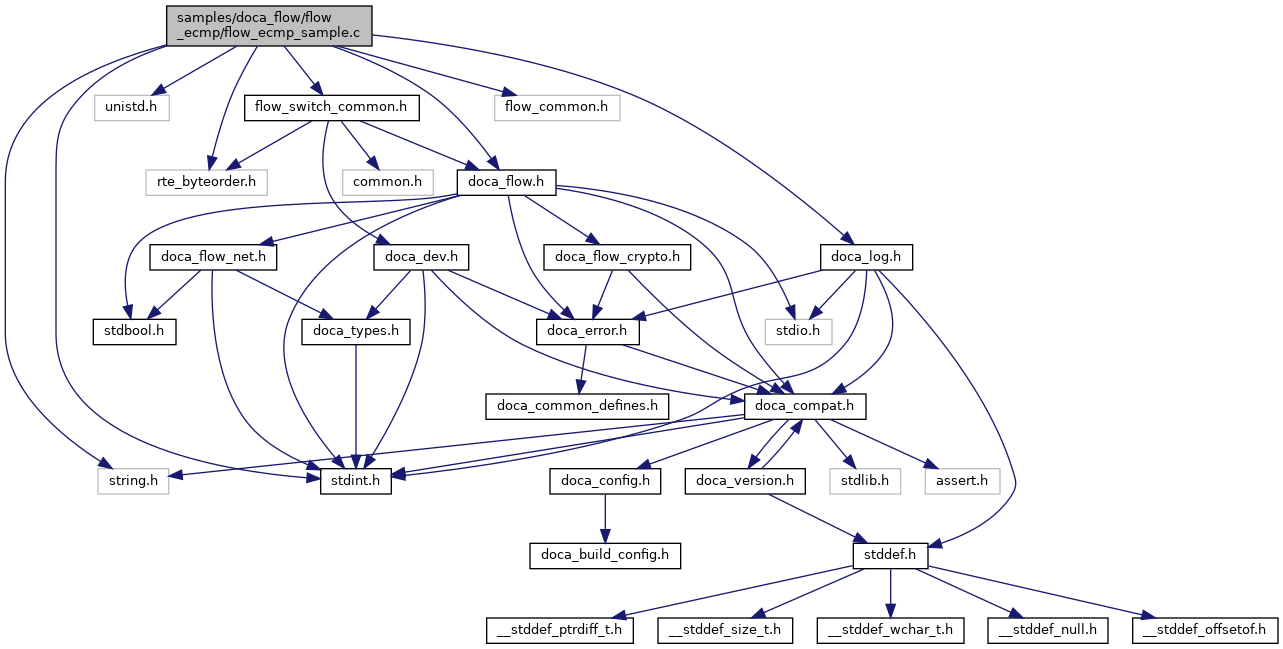 samples/doca_flow/flow
_ecmp/flow_ecmp_sample.c
unistd.h
flow_switch_common.h
flow_common.h
rte_byteorder.h
common.h
doca_flow.h
doca_flow_net.h
doca_dev.h
doca_flow_crypto.h
doca_log.h
stdbool.h
doca_types.h
doca_error.h
stdio.h
doca_common_defines.h
doca_compat.h
string.h
stdint.h
doca_config.h
doca_version.h
stdlib.h
assert.h
doca_build_config.h
stddef.h
__stddef_ptrdiff_t.h
__stddef_size_t.h
__stddef_wchar_t.h
__stddef_null.h
__stddef_offsetof.h